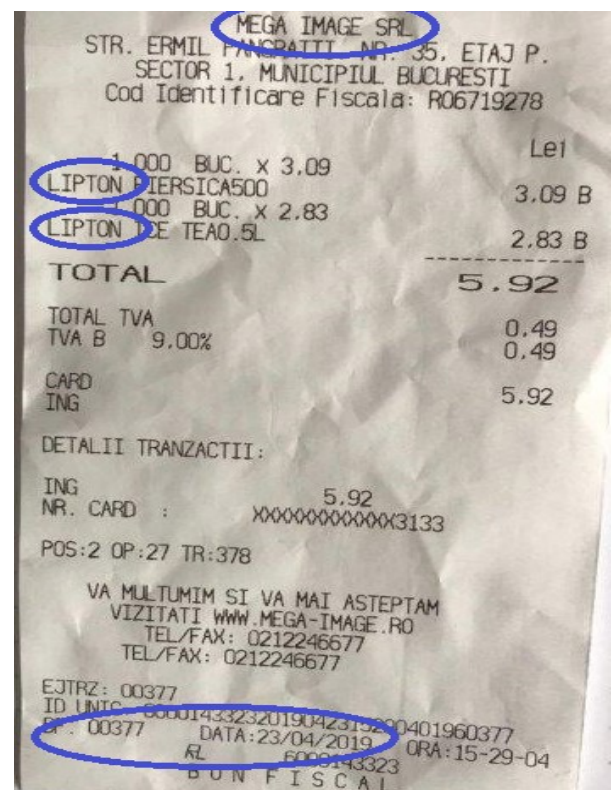 MEGA IMAGE SRL
STR. ERMIL PANGRATTI, NR. 35, ETAJ P.
SECTOR 1, MUNICIPIUL BUCURESTI
Cod Identificare Fiscala: RO6719278
Lei
1.000 BUC. x 3.09
LIPTON PIERSICA500 3.09 B
1.000 BUC. x 2.83
LIPTON ICE TEA0.5L 2.83 B
TOTAL 5.92
TOTAL TVA 0.49
TVA B 9.00% 0.49
CARD 5.92
ING
DETALII TRANZACTII:
ING 5.92
NR. CARD : XXXXXXXXXXXX3133
POS:2 OP:27 TR:378
VA MULTUMIM SI VA MAI ASTEPTAM
VIZITATI WWW.MEGA-IMAGE.RO
TEL/FAX: 0212246677
TEL/FAX: 0212246677
EJTRZ: 00377
ID UNIC:
BF. 00377 DATA:23/04/2019 ORA:15-29-04
6000143323
BON FISCAL